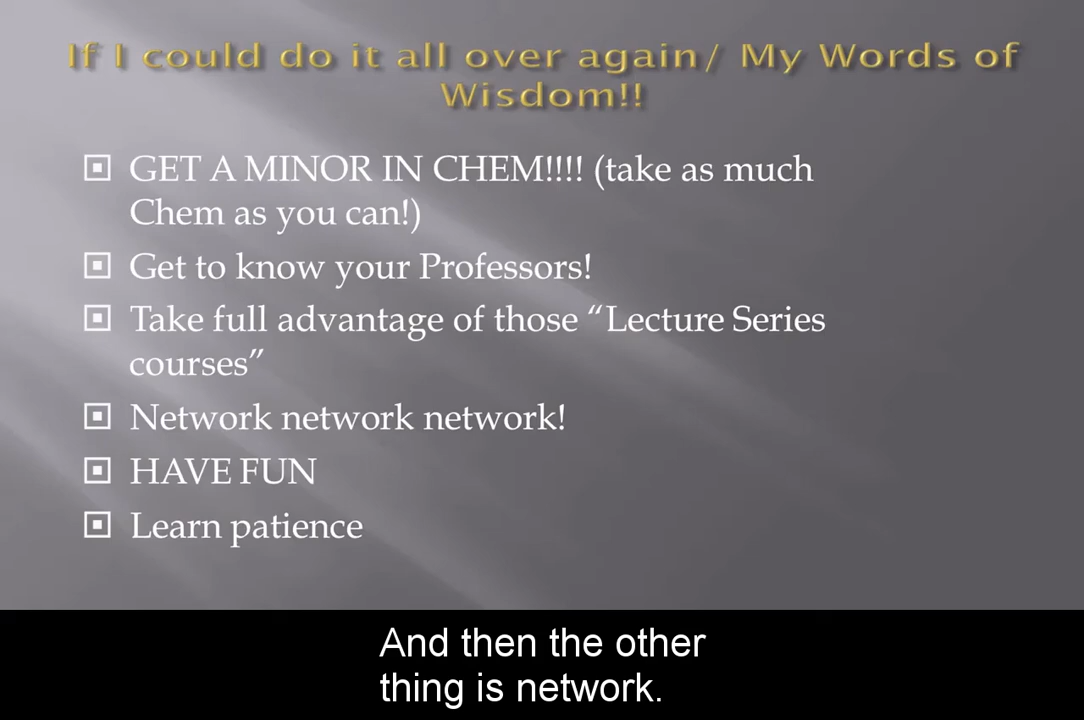 If I could do it all over again/ My Words of
Wisdom!!
GET A MINOR IN CHEM!!!! (take as much
Chem as you can!)
Get to know your Professors!
Take full advantage of those “Lecture Series
courses”
Network network network!
HAVE FUN
Learn patience
And then the other
thing is network.